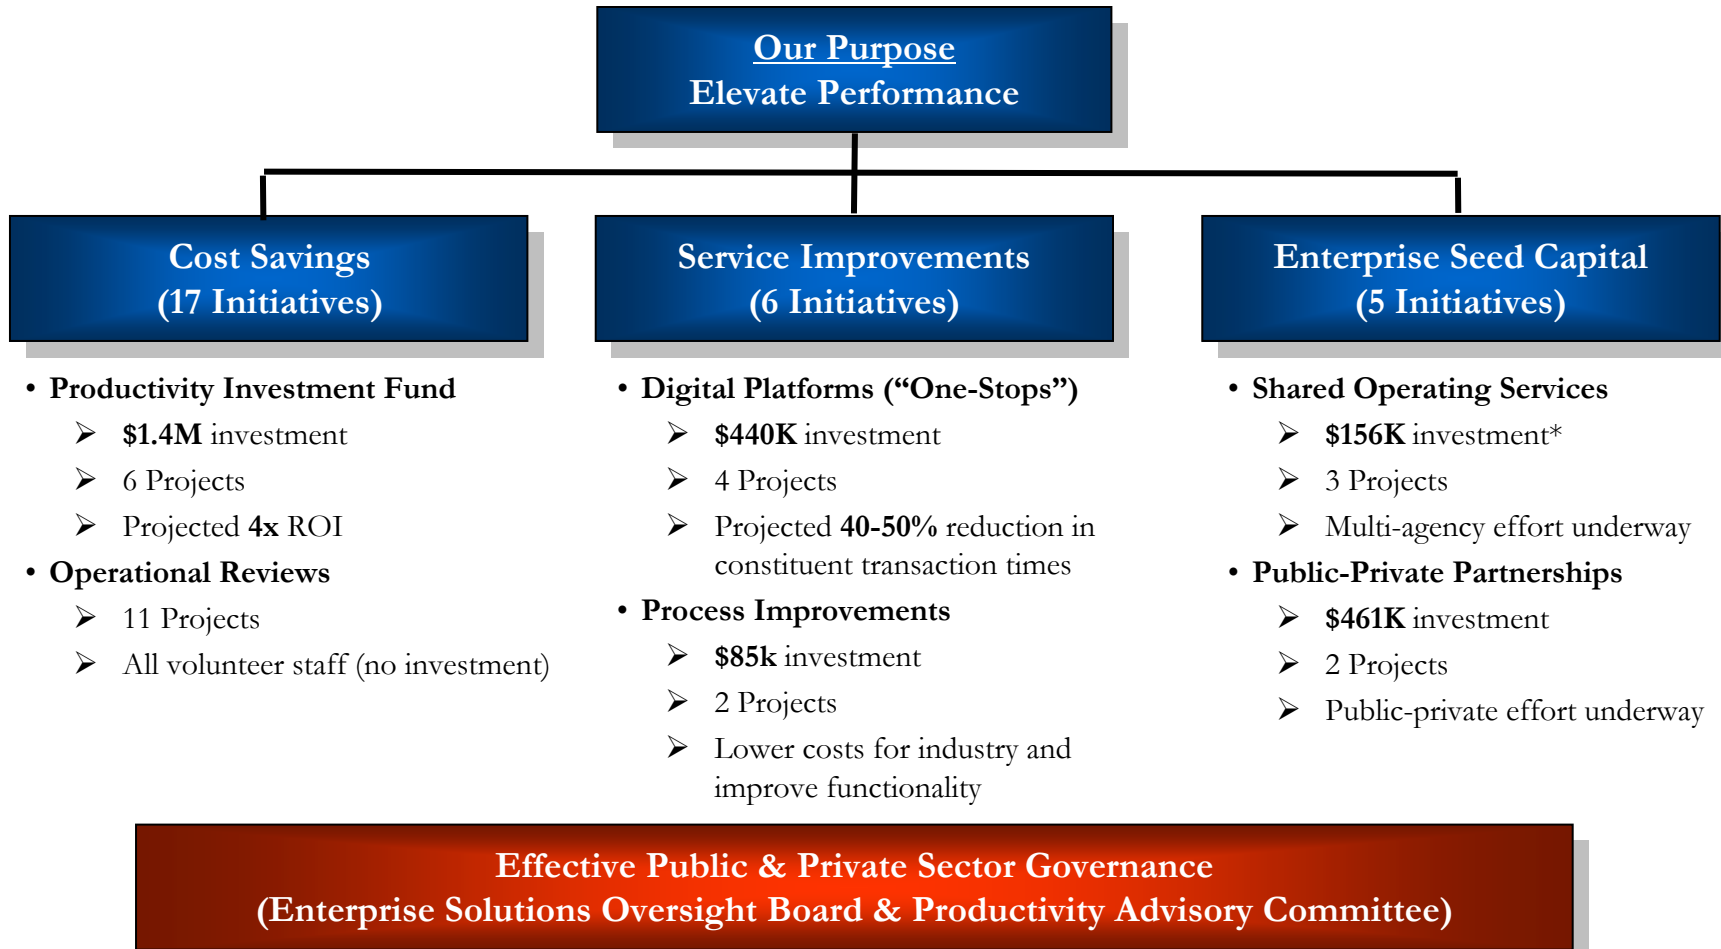 Our Purpose
Elevate Performance
Cost Savings
(17 Initiatives)
• Productivity Investment Fund
➢ $1.4M investment
➢ 6 Projects
➢ Projected 4x ROI
• Operational Reviews
➢ 11 Projects
➢ All volunteer staff (no investment)
Service Improvements
(6 Initiatives)
• Digital Platforms (“One-Stops”)
➢ $440K investment
➢ 4 Projects
➢ Projected 40-50% reduction in
constituent transaction times
• Process Improvements
➢ $85k investment
➢ 2 Projects
➢ Lower costs for industry and
improve functionality
Enterprise Seed Capital
(5 Initiatives)
• Shared Operating Services
➢ $156K investment*
➢ 3 Projects
➢ Multi-agency effort underway
• Public-Private Partnerships
➢ $461K investment
➢ 2 Projects
➢ Public-private effort underway
Effective Public & Private Sector Governance
(Enterprise Solutions Oversight Board & Productivity Advisory Committee)